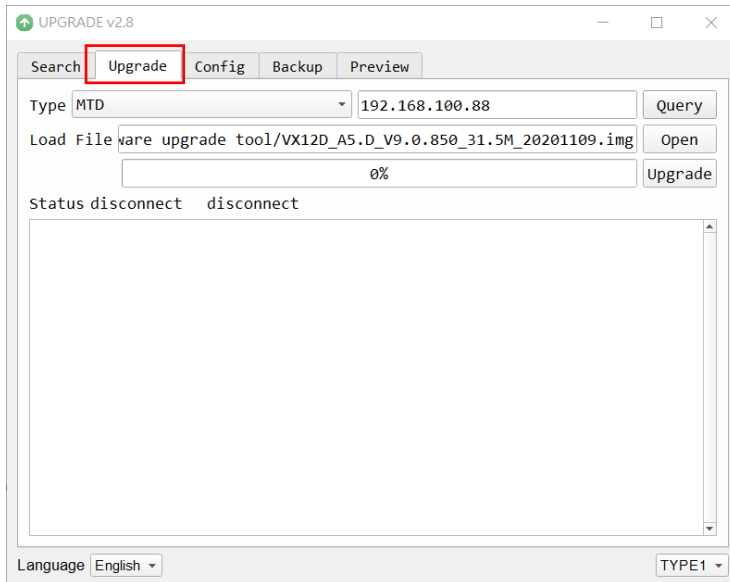 UPGRADE v2.8
Search Upgrade Config Backup Preview
Type MTD 192.168.100.88 Query
Load File ware upgrade tool/VX12D_A5.D_V9.0.850_31.5M_20201109.img Open
0% Upgrade
Status disconnect disconnect
Language English TYPE1